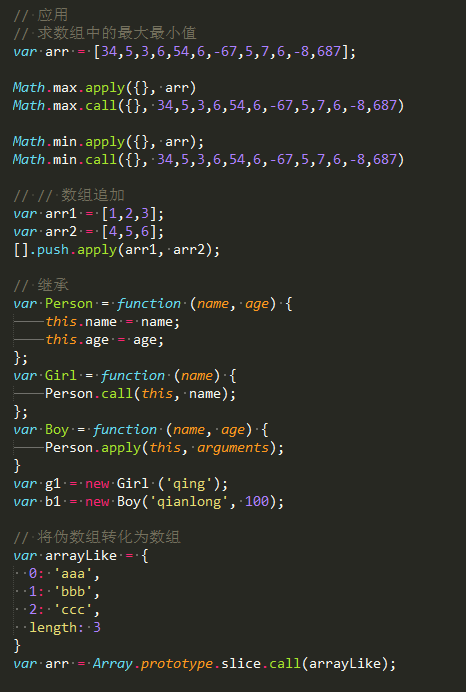 // 应用
// 求数组中的最大最小值
var arr = [34,5,3,6,54,6,-67,5,7,6,-8,687];

Math.max.apply({}, arr)
Math.max.call({}, 34,5,3,6,54,6,-67,5,7,6,-8,687)

Math.min.apply({}, arr);
Math.min.call({}, 34,5,3,6,54,6,-67,5,7,6,-8,687)

// // 数组追加
var arr1 = [1,2,3];
var arr2 = [4,5,6];
[].push.apply(arr1, arr2);

// 继承
var Person = function (name, age) {
    this.name = name;
    this.age = age;
};
var Girl = function (name) {
    Person.call(this, name);
};
var Boy = function (name, age) {
    Person.apply(this, arguments);
}
var g1 = new Girl ('qing');
var b1 = new Boy('qianlong', 100);

// 将伪数组转化为数组
var arrayLike = {
  0: 'aaa',
  1: 'bbb',
  2: 'ccc',
  length: 3
}
var arr = Array.prototype.slice.call(arrayLike);